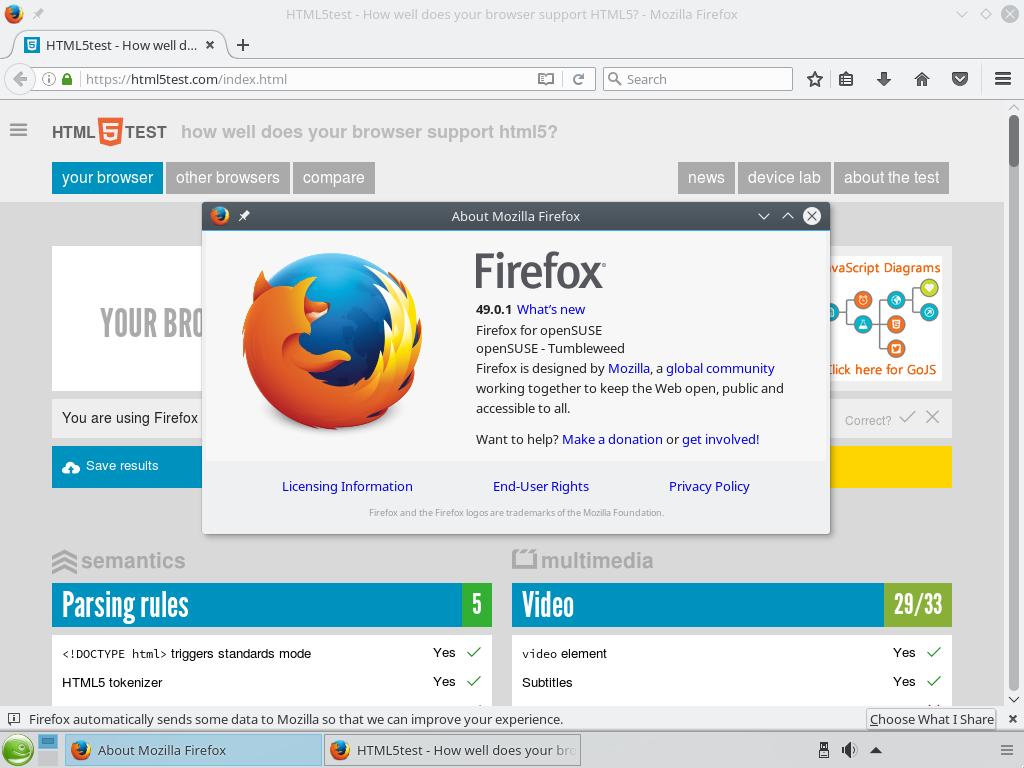 HTML5test - How well does your browser support HTML5? - Mozilla Firefox
HTML5test - How well d...
https://html5test.com/index.html
Search
HTML 5 TEST how well does your browser support html5?
your browser other browsers compare news device lab about the test
About Mozilla Firefox
YOUR BRO
Firefox
49.0.1 What's new
Firefox for openSUSE
openSUSE - Tumbleweed
Firefox is designed by Mozilla, a global community
working together to keep the Web open, public and
accessible to all.
Want to help? Make a donation or get involved!
Licensing Information End-User Rights Privacy Policy
Firefox and the Firefox logos are trademarks of the Mozilla Foundation.
vaScript Diagrams
lick here for GoJS
You are using Firefox
Correct?
Save results
semantics
Parsing rules 5
<!DOCTYPE html> triggers standards mode Yes
HTML5 tokenizer Yes
multimedia
Video 29/33
video element Yes
Subtitles Yes
Firefox automatically sends some data to Mozilla so that we can improve your experience.
Choose What I Share
About Mozilla Firefox
HTML5test - How well does your bro